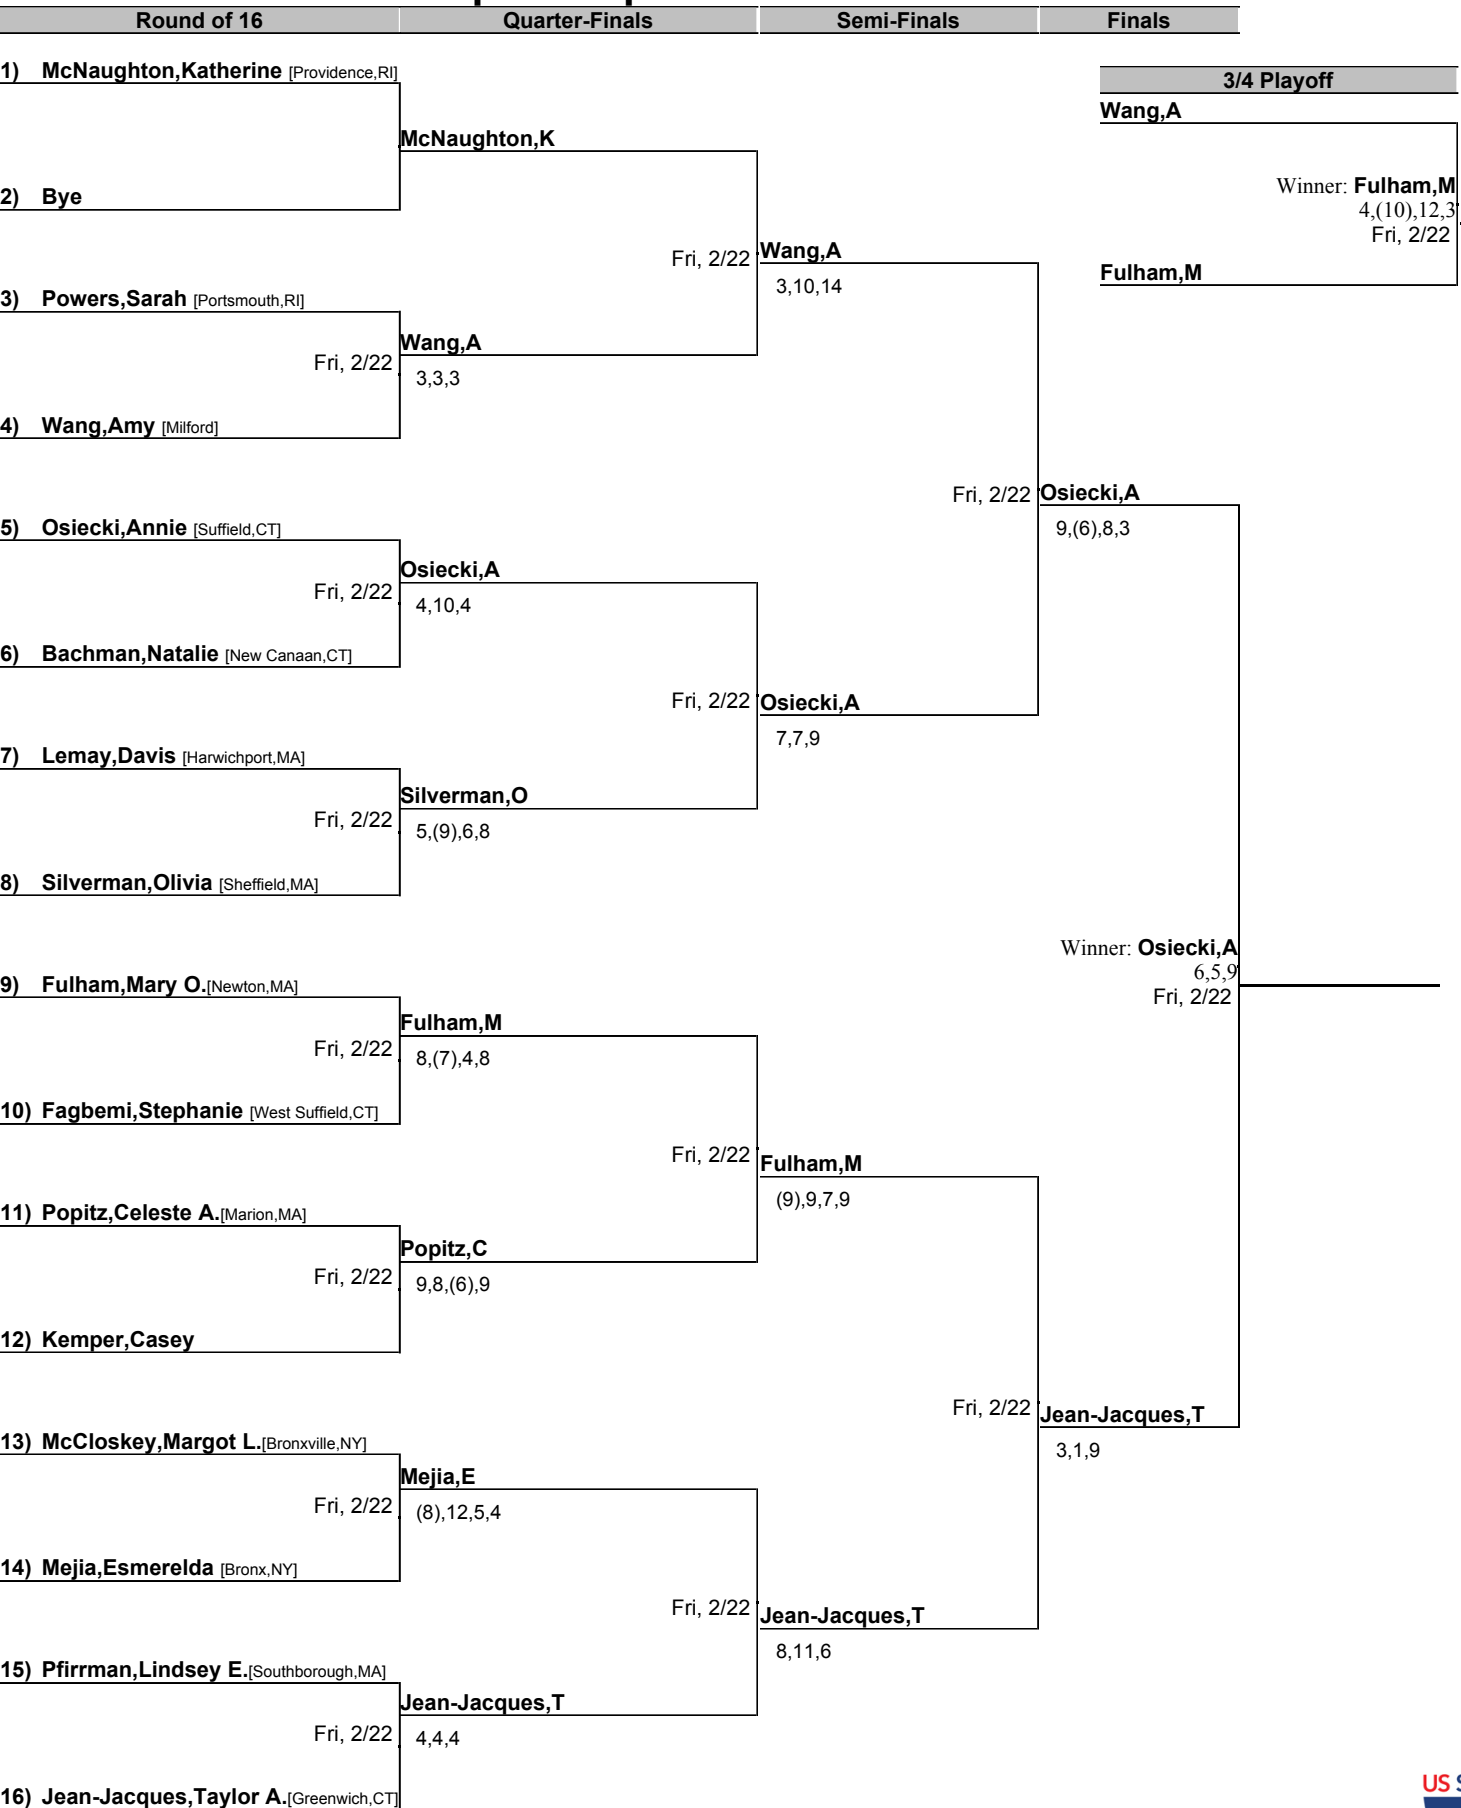 Round of 16
Quarter-Finals
Semi-Finals
Finals
1) McNaughton,Katherine [Providence,RI]
3/4 Playoff
Wang,A
McNaughton,K
Winner: Fulham,M
2) Bye
4,(10),12,3
Fri, 2/22
Fri, 2/22
Wang,A
Fulham,M
3,10,14
3) Powers,Sarah [Portsmouth,RI]
Wang,A
Fri, 2/22
3,3,3
4) Wang,Amy [Milford]
Fri, 2/22
Osiecki,A
9,(6),8,3
5) Osiecki,Annie [Suffield,CT]
Osiecki,A
Fri, 2/22
4,10,4
6) Bachman,Natalie [New Canaan,CT]
Fri, 2/22
Osiecki,A
7,7,9
7) Lemay,Davis [Harwichport,MA]
Silverman,O
Fri, 2/22
5,(9),6,8
8) Silverman,Olivia [Sheffield,MA]
Winner: Osiecki,A
6,5,9
Fri, 2/22
9) Fulham,Mary O.[Newton,MA]
Fulham,M
Fri, 2/22
8,(7),4,8
10) Fagbemi,Stephanie [West Suffield,CT]
Fri, 2/22
Fulham,M
(9),9,7,9
11) Popitz,Celeste A.[Marion,MA]
Popitz,C
Fri, 2/22
9,8,(6),9
12) Kemper,Casey
Fri, 2/22
Jean-Jacques,T
3,1,9
13) McCloskey,Margot L.[Bronxville,NY]
Mejia,E
Fri, 2/22
(8),12,5,4
14) Mejia,Esmerelda [Bronx,NY]
Fri, 2/22
Jean-Jacques,T
8,11,6
15) Pfirrman,Lindsey E.[Southborough,MA]
Jean-Jacques,T
Fri, 2/22
4,4,4
16) Jean-Jacques,Taylor A.[Greenwich,CT]
US